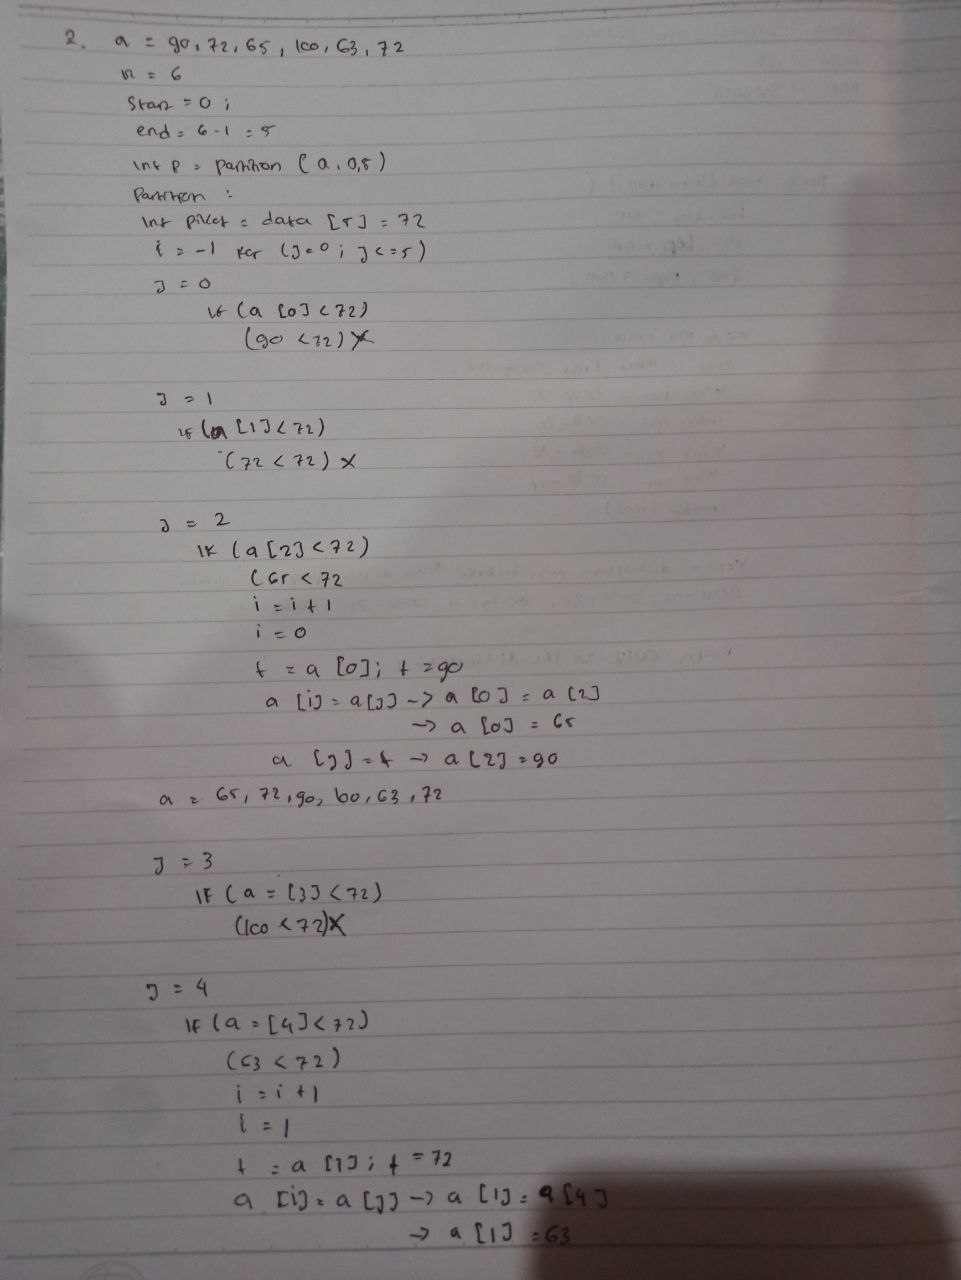 2. a = 90, 72, 65, 100, 63, 72
n = 6
Start = 0 ;
end = 6-1 = 5
Int p = partition (a, 0,5)
Partition :
Int pivot = data [5] = 72
i = -1 for (j=0 ; j<=5)
j = 0
if (a [0] < 72)
(90 < 72) X
j = 1
if (a [1] < 72)
(72 < 72) X
j = 2
IF (a [2] < 72)
(65 < 72
i = i + 1
i = 0
t = a [0]; t = 90
a [i] = a[j] -> a [0] = a [2]
-> a [0] = 65
a [j] = t -> a [2] = 90
a = 65, 72, 90, 100, 63, 72
j = 3
IF (a = [3] < 72)
(100 < 72) X
j = 4
IF (a = [4] < 72)
(63 < 72)
i = i + 1
i = 1
t = a [1] ; t = 72
a [i] = a [j] -> a [1] = a [4]
-> a [1] = 63